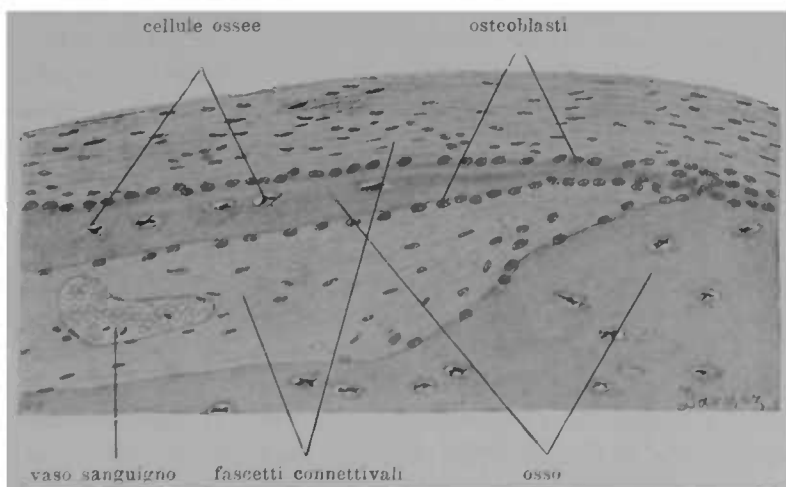 cellule ossee
osteoblasti
vaso sanguigno
fascetti connettivali
osso